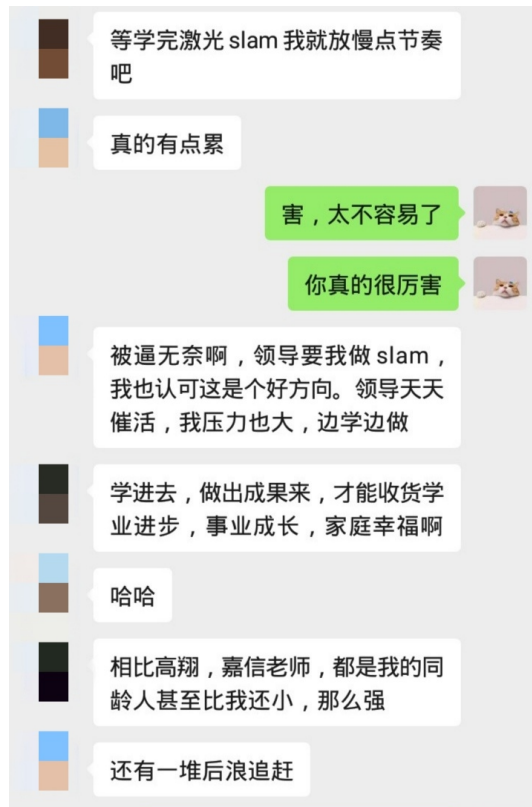 等学完激光 slam 我就放慢点节奏
吧
真的有点累
害，太不容易了
你真的很厉害
被逼无奈啊，领导要我做 slam，
我也认可这是个好方向。领导天天
催活，我压力也大，边学边做
学进去，做出成果来，才能收货学
业进步，事业成长，家庭幸福啊
哈哈
相比高翔，嘉信老师，都是我的同
龄人甚至比我还小，那么强
还有一堆后浪追赶